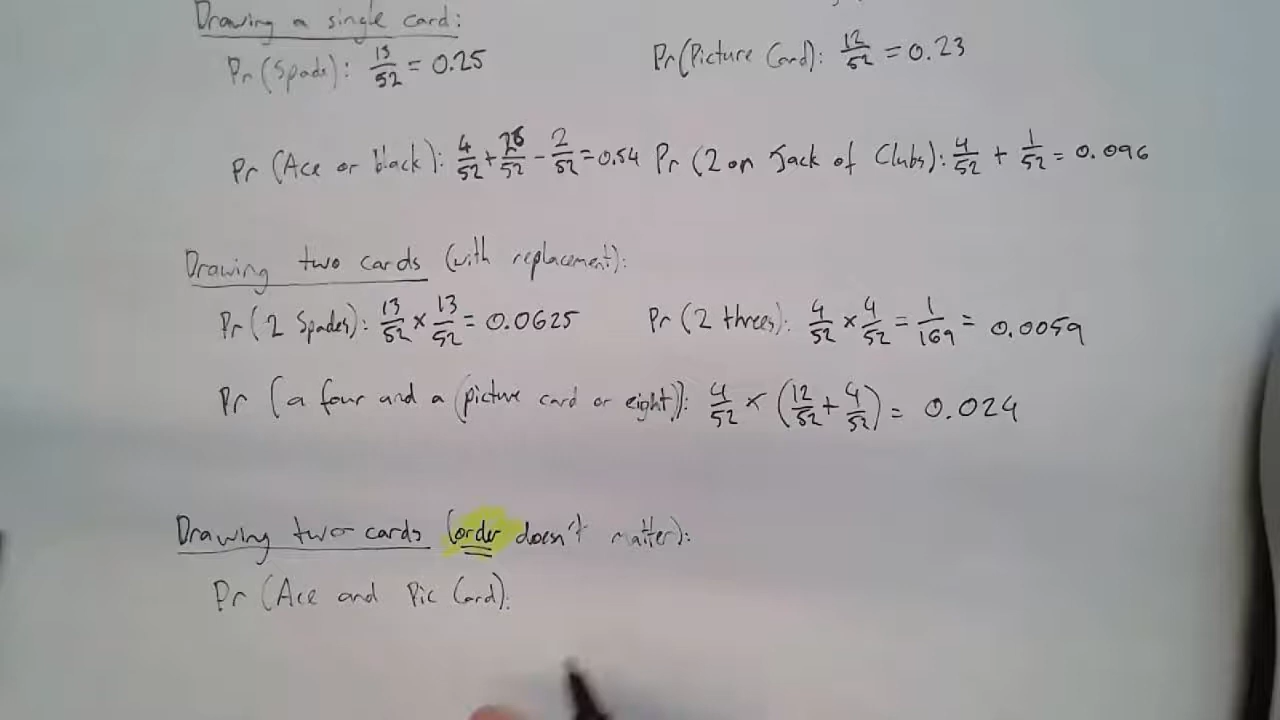 Drawing a single card:
Pr(Spade): 13/52 = 0.25
Pr(Picture Card): 12/52 = 0.23
Pr (Ace or black): 4/52 + 26/52 - 2/52 = 0.54
Pr (2 or Jack of Clubs): 4/52 + 1/52 = 0.096
Drawing two cards (with replacement):
Pr(2 Spades): 13/52 × 13/52 = 0.0625
Pr (2 threes): 4/52 × 4/52 = 1/169 = 0.0059
Pr (a four and a (picture card or eight)): 4/52 × (12/52 + 4/52) = 0.024
Drawing two cards (order doesn't matter):
Pr (Ace and Pic Card):